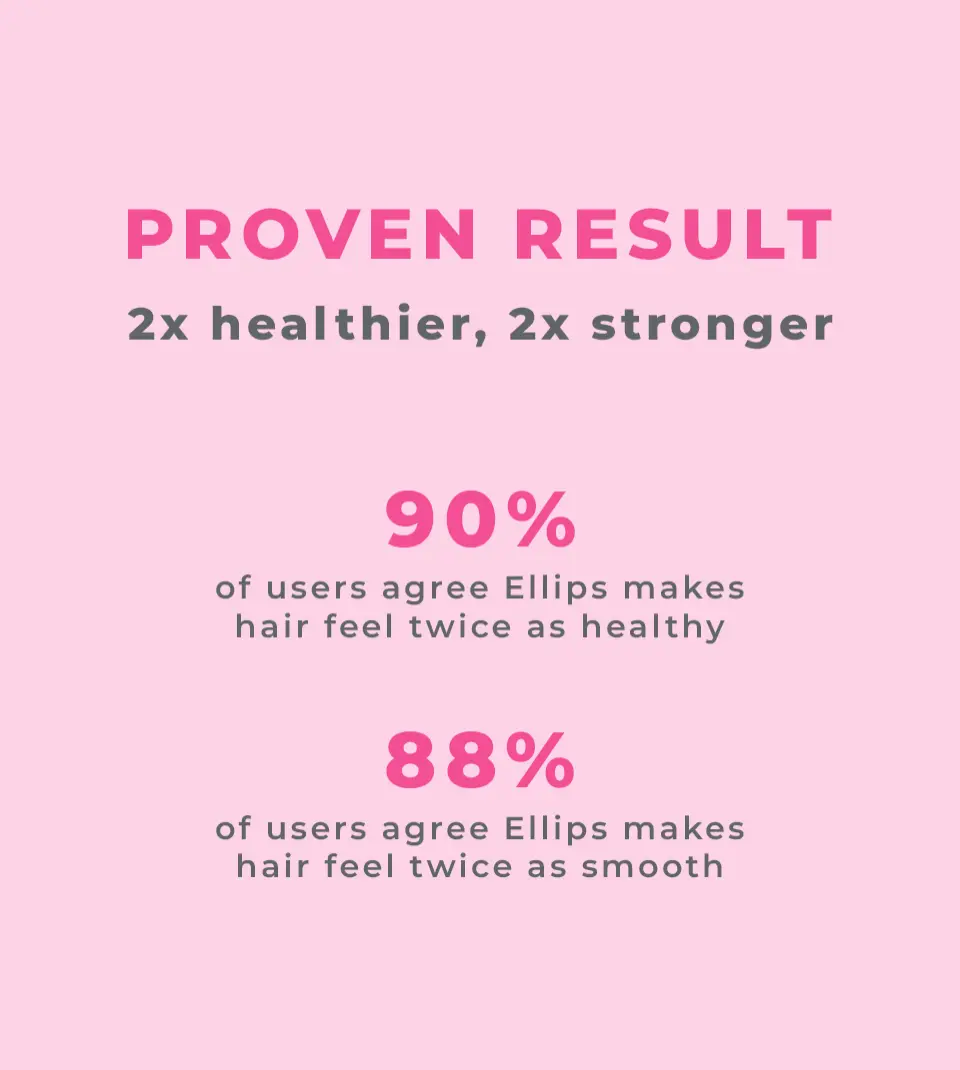 PROVEN RESULT
2x healthier, 2x stronger
90%
of users agree Ellips makes
hair feel twice as healthy
88%
of users agree Ellips makes
hair feel twice as smooth